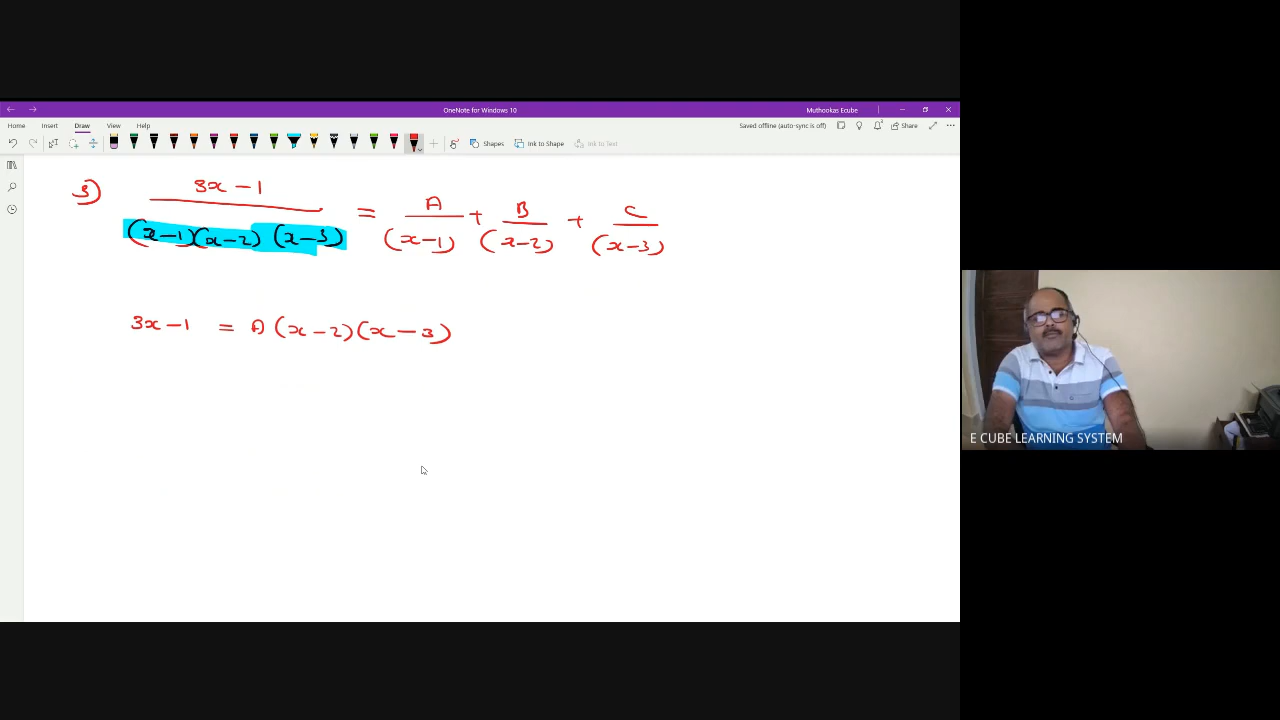 OneNote for Windows 10
Muthookas Ecube
Home Insert Draw View Help
Saved offline (auto-sync is off)
Share
Shapes
Ink to Shape
Ink to Text
3) 3x-1 / (x-1)(x-2)(x-3) = A/(x-1) + B/(x-2) + C/(x-3)
3x-1 = A(x-2)(x-3)
E CUBE LEARNING SYSTEM